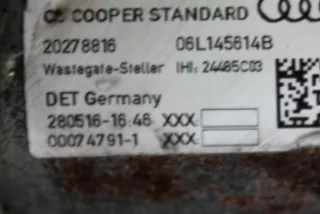 COOPER STANDARD
20278816 06L145614B
Wastegate-Steller IHI: 24485C03
DET Germany
280516-16:46 XXX:
00074791-1 XXX: